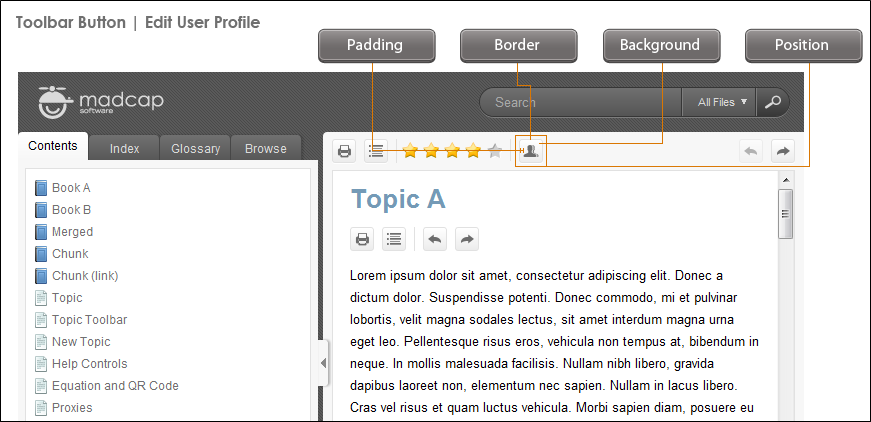 Toolbar Button | Edit User Profile
Padding
Border
Background
Position
madcap
software
Search
All Files
Contents
Index
Glossary
Browse
Book A
Book B
Merged
Chunk
Chunk (link)
Topic
Topic Toolbar
New Topic
Help Controls
Equation and QR Code
Proxies
Topic A
Lorem ipsum dolor sit amet, consectetur adipiscing elit. Donec a
dictum dolor. Suspendisse potenti. Donec commodo, mi et pulvinar
lobortis, velit magna sodales lectus, sit amet interdum magna urna
eget leo. Pellentesque risus eros, vehicula non tempus at, bibendum in
neque. In mollis malesuada facilisis. Nullam nibh libero, gravida
dapibus laoreet non, elementum nec sapien. Nullam in lacus libero.
Cras vel risus et quam luctus vehicula. Morbi sapien diam, posuere eu